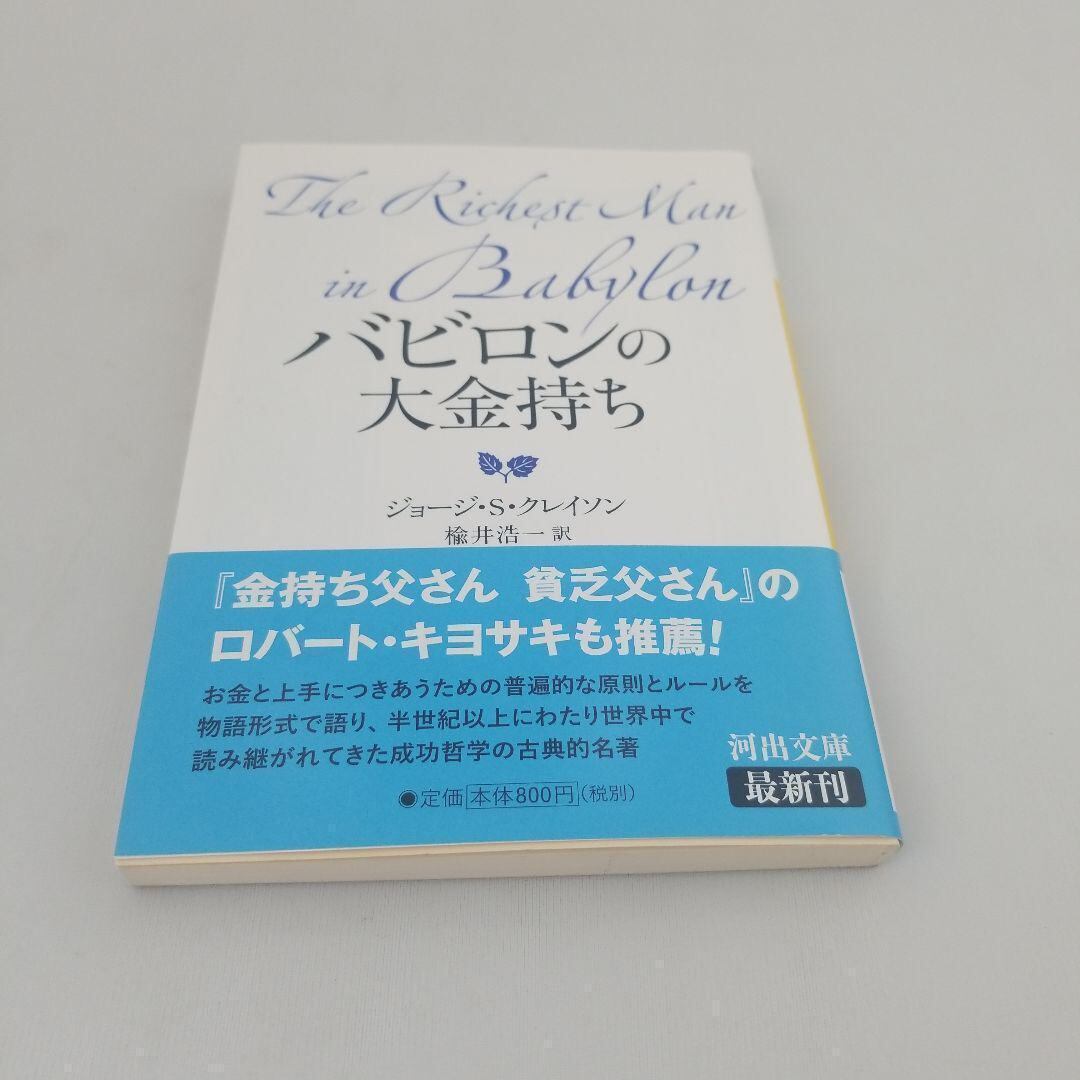 The Richest Man
in Babylon
バビロンの
大金持ち
ジョージ・S・クレイソン
楡井浩一 訳
『金持ち父さん 貧乏父さん』の
ロバート・キヨサキも推薦!
お金と上手につきあうための普遍的な原則とルールを
物語形式で語り、半世紀以上にわたり世界中で
読み継がれてきた成功哲学の古典的名著
河出文庫
最新刊
●定価 本体800円(税別)